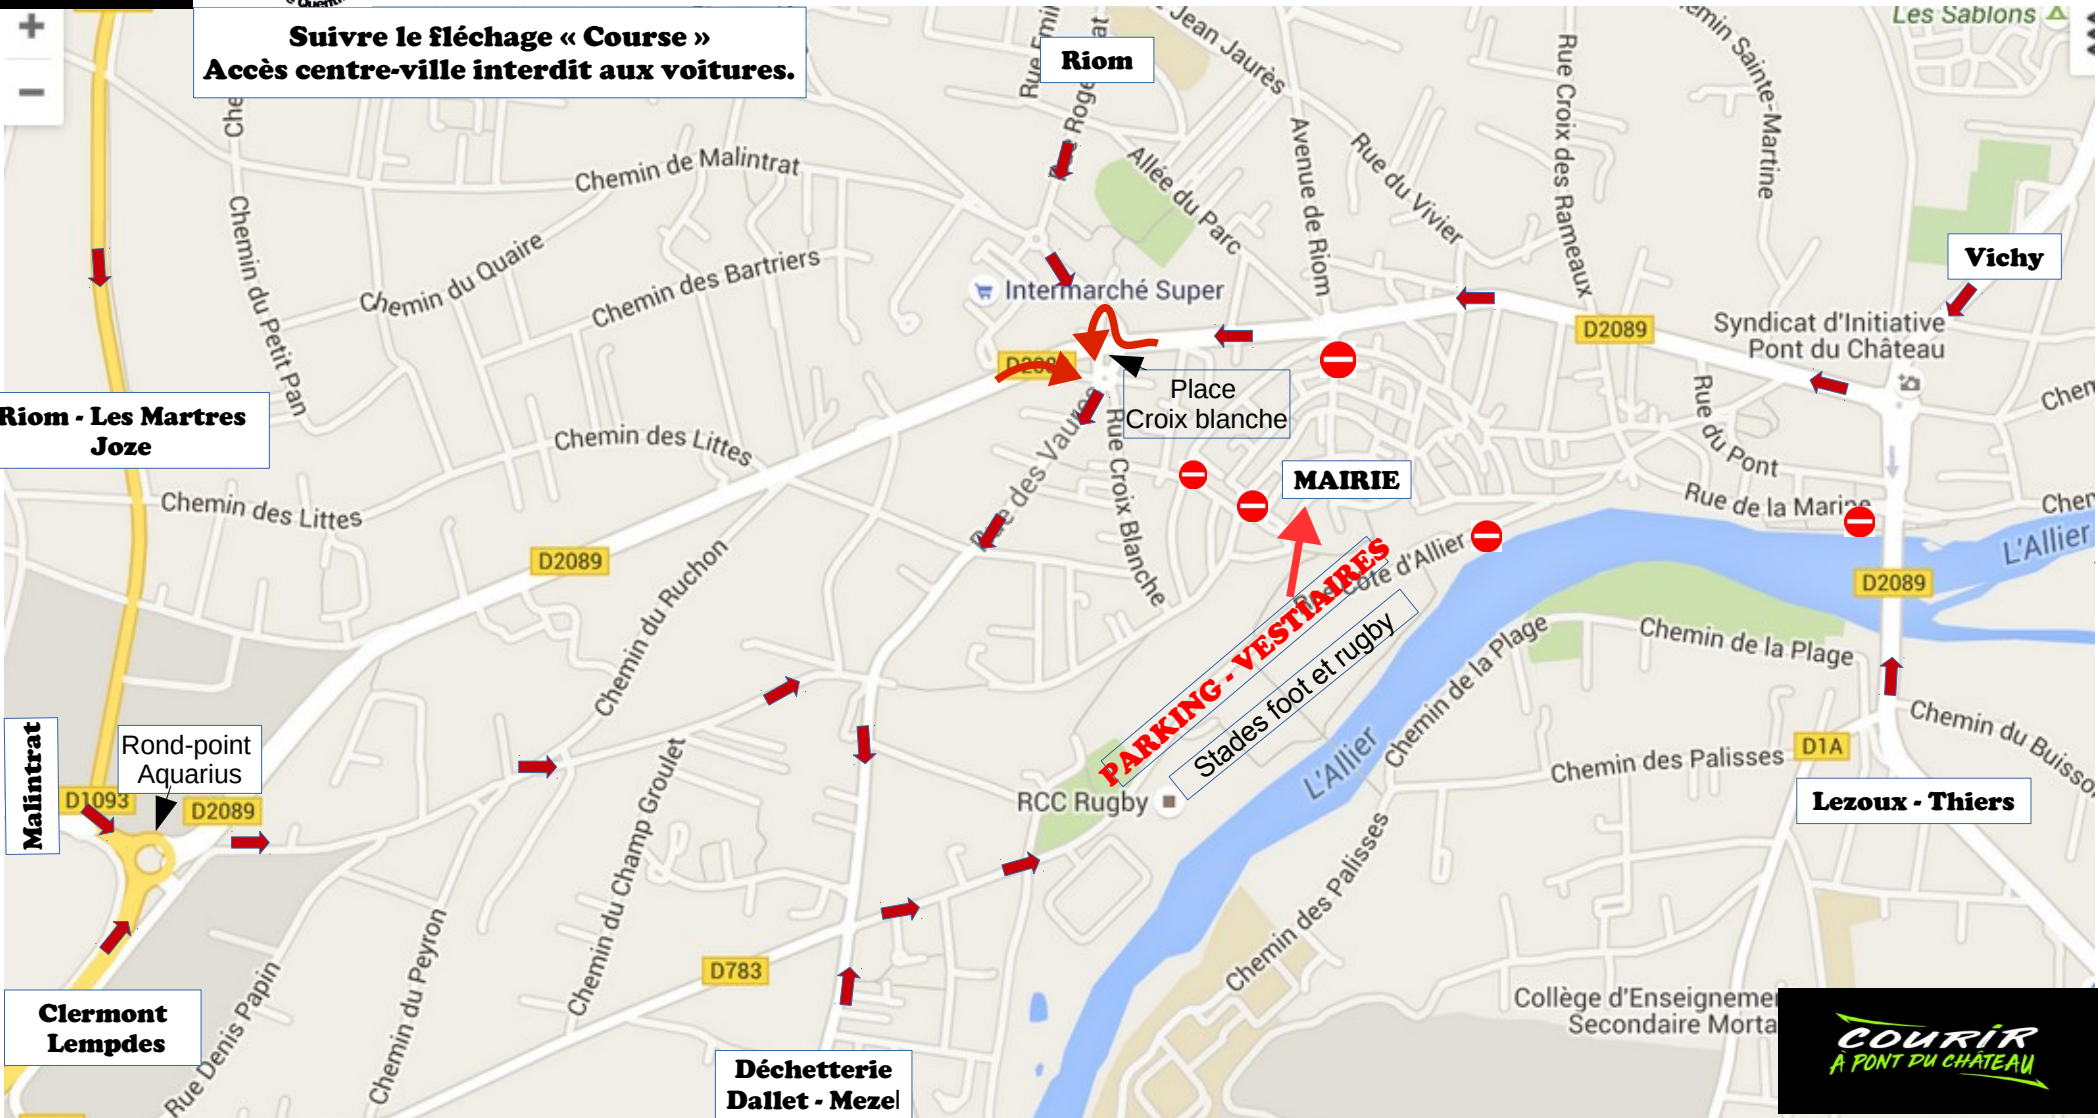 Suivre le fléchage « Course »
Accès centre-ville interdit aux voitures.
+
−
Riom
Jean Jaurès
Les Sablons
Chemin Sainte-Martine
Rue Croix des Rameaux
Avenue de Riom
Rue du Vivier
Allée du Parc
Chemin de Malintrat
Chemin du Petit Pan
Chemin du Quaire
Chemin des Bartriers
Intermarché Super
Vichy
Syndicat d'Initiative
Pont du Château
D2089
Place
Croix blanche
Rue du Pont
Rue de la Marine
L'Allier
D2089
Riom - Les Martres
Joze
Chemin des Littes
Chemin des Littes
Rue des Vaures
Rue Croix Blanche
MAIRIE
D2089
Chemin du Ruchon
PARKING - VESTIAIRES
Rue Côte d'Allier
Stades foot et rugby
Chemin de la Plage
Chemin de la Plage
L'Allier
Chemin du Buisson
Chemin des Palisses
D1A
Lezoux - Thiers
Malintrat
Rond-point
Aquarius
D1093
D2089
Chemin du Champ Groulet
RCC Rugby
Chemin des Palisses
Chemin du Peyron
Rue Denis Papin
D783
Clermont
Lempdes
Déchetterie
Dallet - Mezel
Collège d'Enseignemen
Secondaire Morta
COURIR
À PONT DU CHÂTEAU